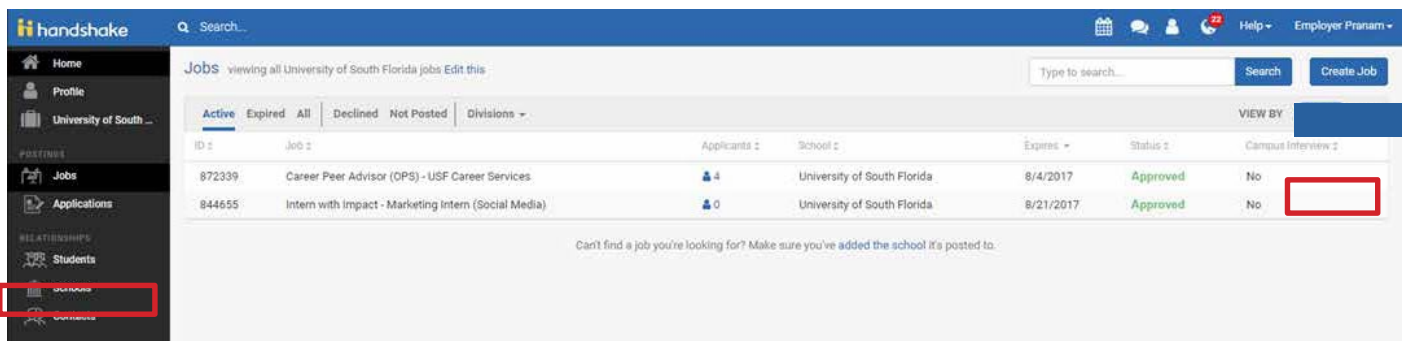 handshake
Search...
22
Help
Employer Pranam
Home
Profile
University of South ...
POSTINGS
Jobs
Applications
RELATIONSHIPS
Students
Schools
Contacts
Jobs viewing all University of South Florida jobs Edit this
Type to search...
Search
Create Job
Active Expired All Declined Not Posted Divisions
VIEW BY
ID Job Applicants School Expires Status Campus Interview
872339 Career Peer Advisor (OPS) - USF Career Services 4 University of South Florida 8/4/2017 Approved No
844655 Intern with Impact - Marketing Intern (Social Media) 0 University of South Florida 8/21/2017 Approved No
Can't find a job you're looking for? Make sure you've added the school it's posted to.